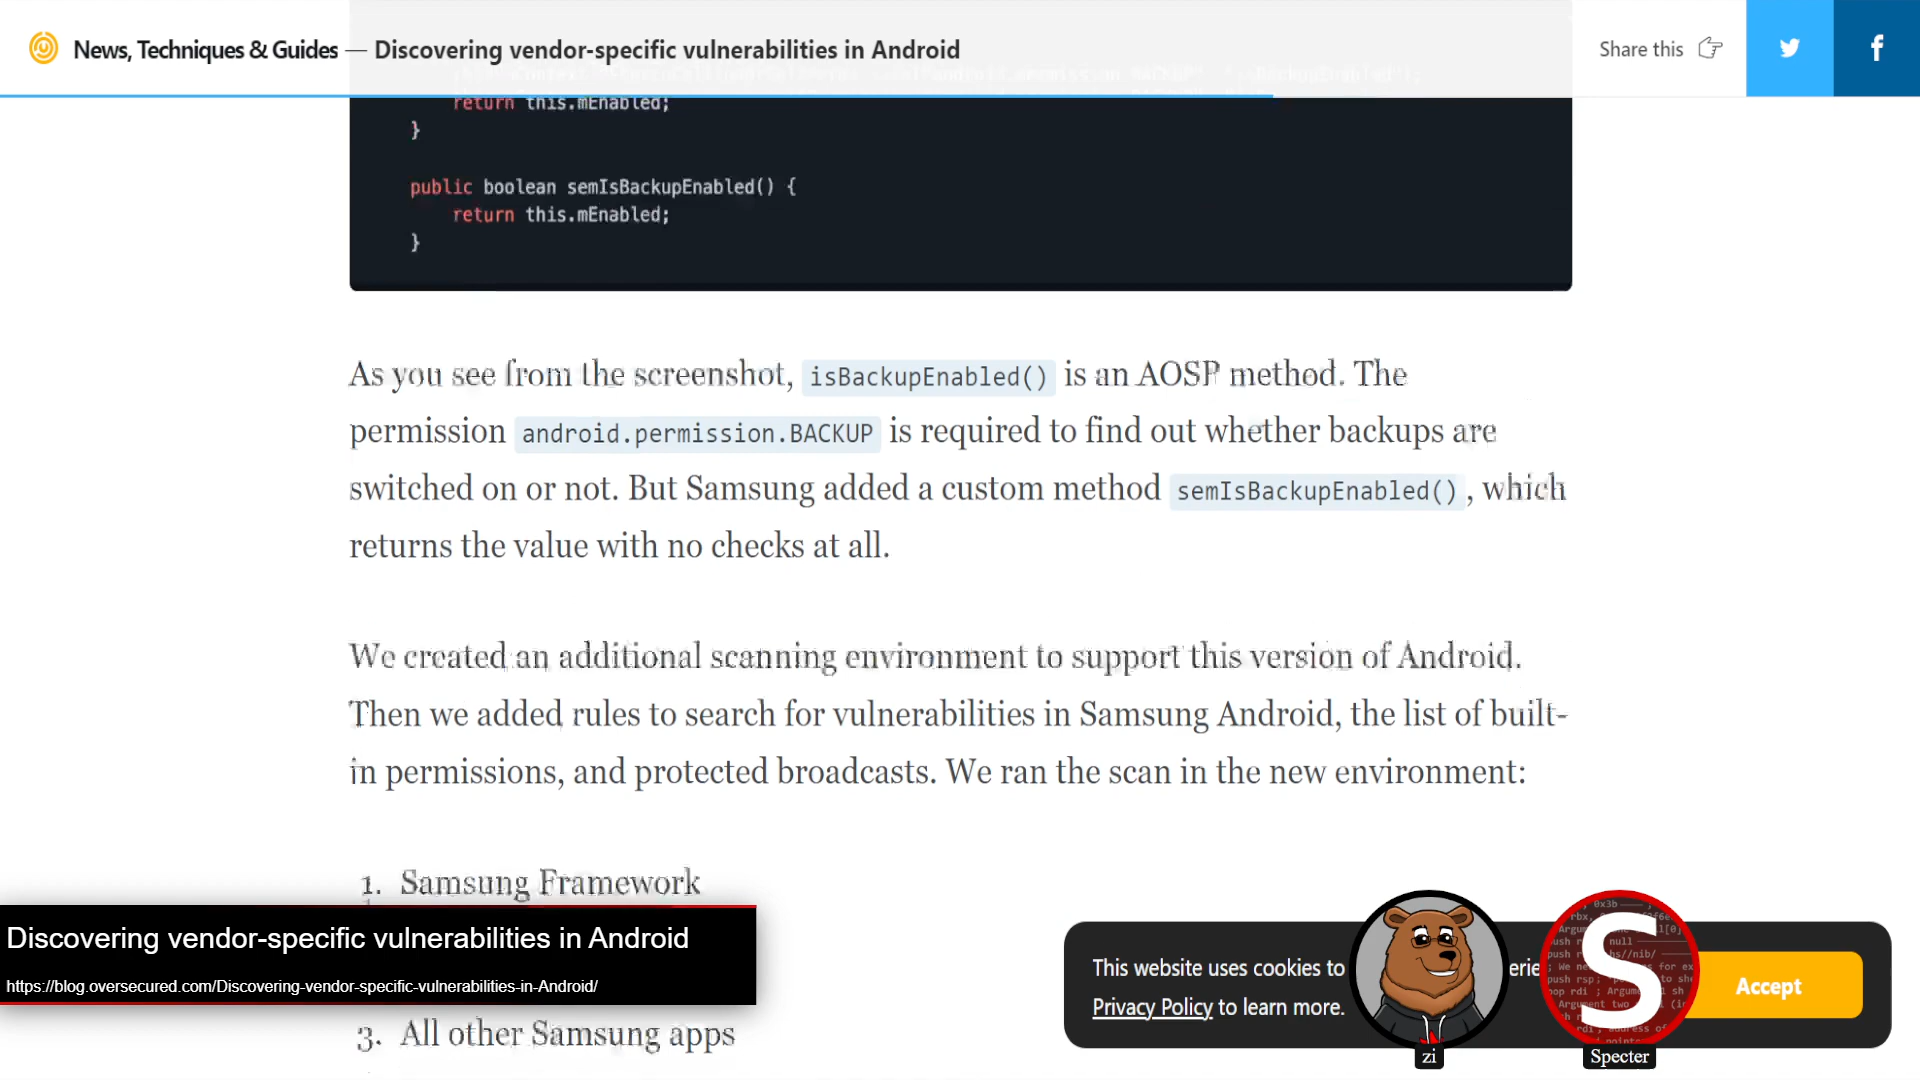 News, Techniques & Guides — Discovering vendor-specific vulnerabilities in Android
Share this
return this.mEnabled;
}
public boolean semIsBackupEnabled() {
return this.mEnabled;
}
As you see from the screenshot, isBackupEnabled() is an AOSP method. The
permission android.permission.BACKUP is required to find out whether backups are
switched on or not. But Samsung added a custom method semIsBackupEnabled(), which
returns the value with no checks at all.
We created an additional scanning environment to support this version of Android.
Then we added rules to search for vulnerabilities in Samsung Android, the list of built-
in permissions, and protected broadcasts. We ran the scan in the new environment:
1. Samsung Framework
Discovering vendor-specific vulnerabilities in Android
https://blog.oversecured.com/Discovering-vendor-specific-vulnerabilities-in-Android/
3. All other Samsung apps
This website uses cookies to
Privacy Policy to learn more.
Accept
S
zi
Specter